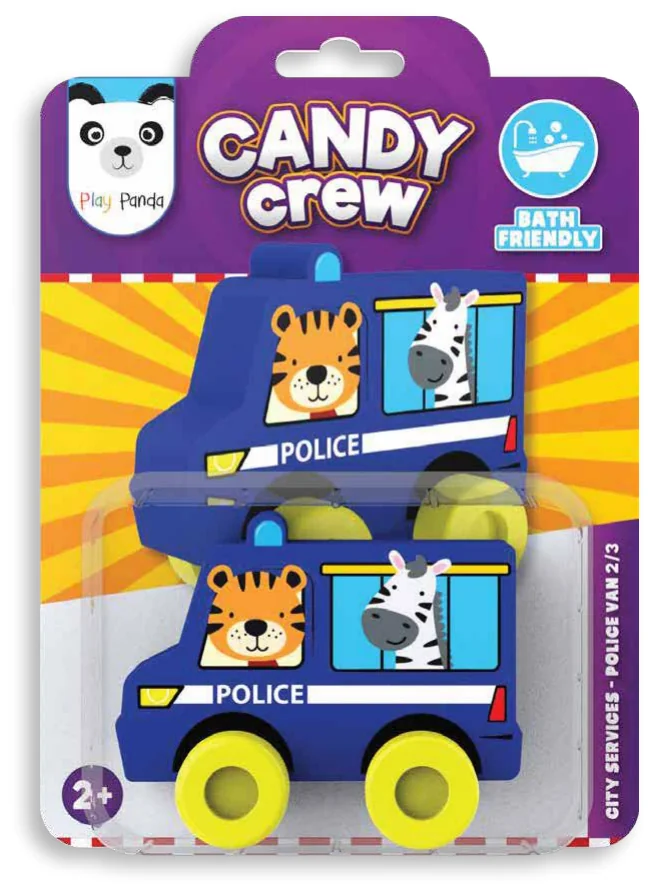 CANDY
crew
Play Panda
BATH
FRIENDLY
POLICE
POLICE
CITY SERVICES - POLICE VAN 2/3
2+